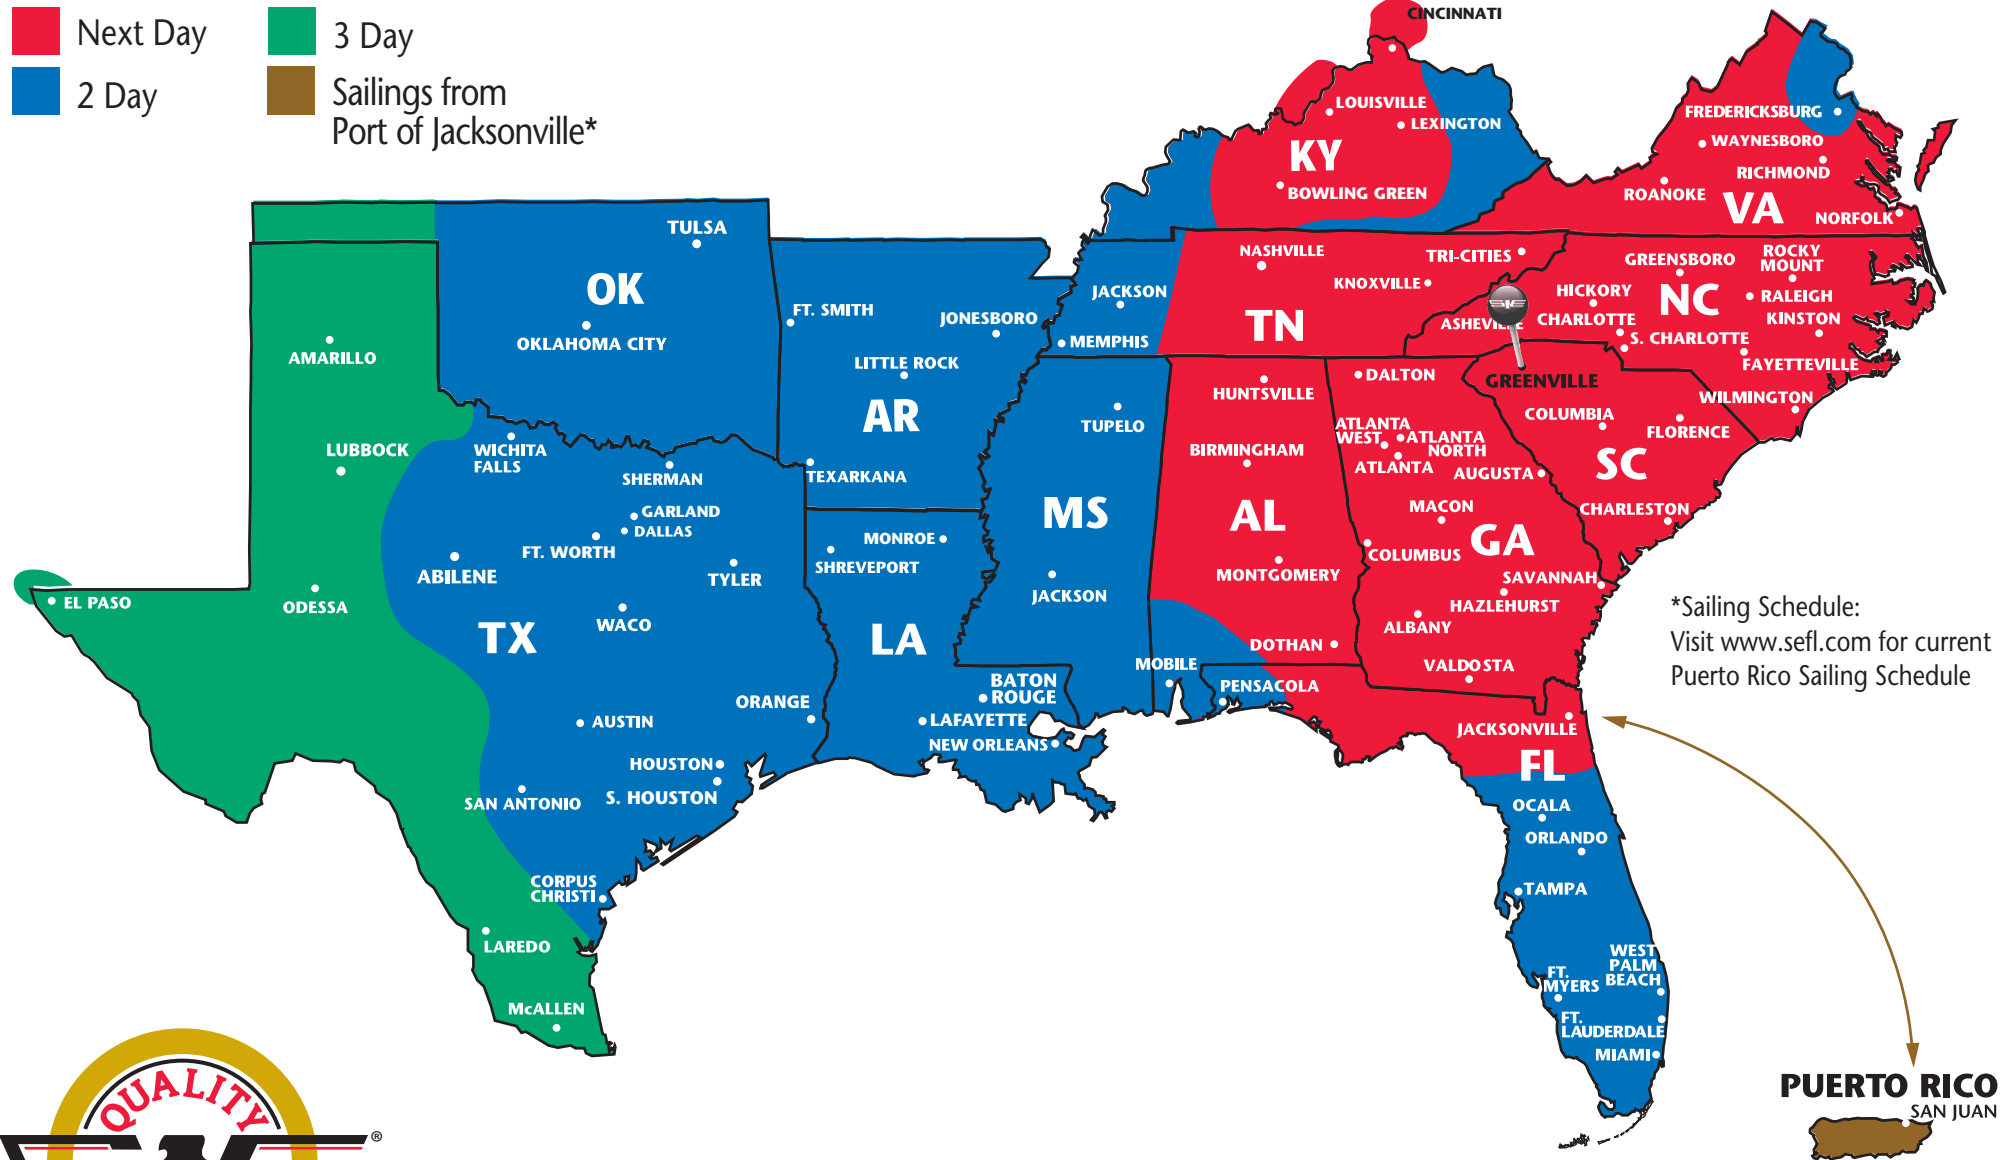 Next Day
2 Day
3 Day
Sailings from
Port of Jacksonville*
CINCINNATI
LOUISVILLE
LEXINGTON
KY
BOWLING GREEN
FREDERICKSBURG
WAYNESBORO
RICHMOND
ROANOKE
VA
NORFOLK
TULSA
OK
OKLAHOMA CITY
FT. SMITH
JONESBORO
LITTLE ROCK
AR
TEXARKANA
JACKSON
MEMPHIS
NASHVILLE
TRI-CITIES
KNOXVILLE
TN
GREENSBORO
ROCKY
MOUNT
HICKORY
NC
RALEIGH
ASHEVILLE
CHARLOTTE
KINSTON
S. CHARLOTTE
FAYETTEVILLE
WILMINGTON
GREENVILLE
COLUMBIA
FLORENCE
SC
CHARLESTON
AMARILLO
LUBBOCK
WICHITA
FALLS
SHERMAN
GARLAND
DALLAS
FT. WORTH
ABILENE
TYLER
EL PASO
ODESSA
WACO
TX
AUSTIN
ORANGE
HOUSTON
S. HOUSTON
SAN ANTONIO
CORPUS
CHRISTI
LAREDO
McALLEN
MONROE
SHREVEPORT
LA
BATON
ROUGE
LAFAYETTE
NEW ORLEANS
TUPELO
MS
JACKSON
HUNTSVILLE
BIRMINGHAM
AL
MONTGOMERY
DOTHAN
MOBILE
DALTON
ATLANTA
WEST
ATLANTA
NORTH
ATLANTA
AUGUSTA
MACON
GA
COLUMBUS
SAVANNAH
HAZLEHURST
ALBANY
VALDOSTA
PENSACOLA
JACKSONVILLE
FL
OCALA
ORLANDO
TAMPA
WEST
PALM
BEACH
FT.
MYERS
FT.
LAUDERDALE
MIAMI
*Sailing Schedule:
Visit www.sefl.com for current
Puerto Rico Sailing Schedule
PUERTO RICO
SAN JUAN
QUALITY
®